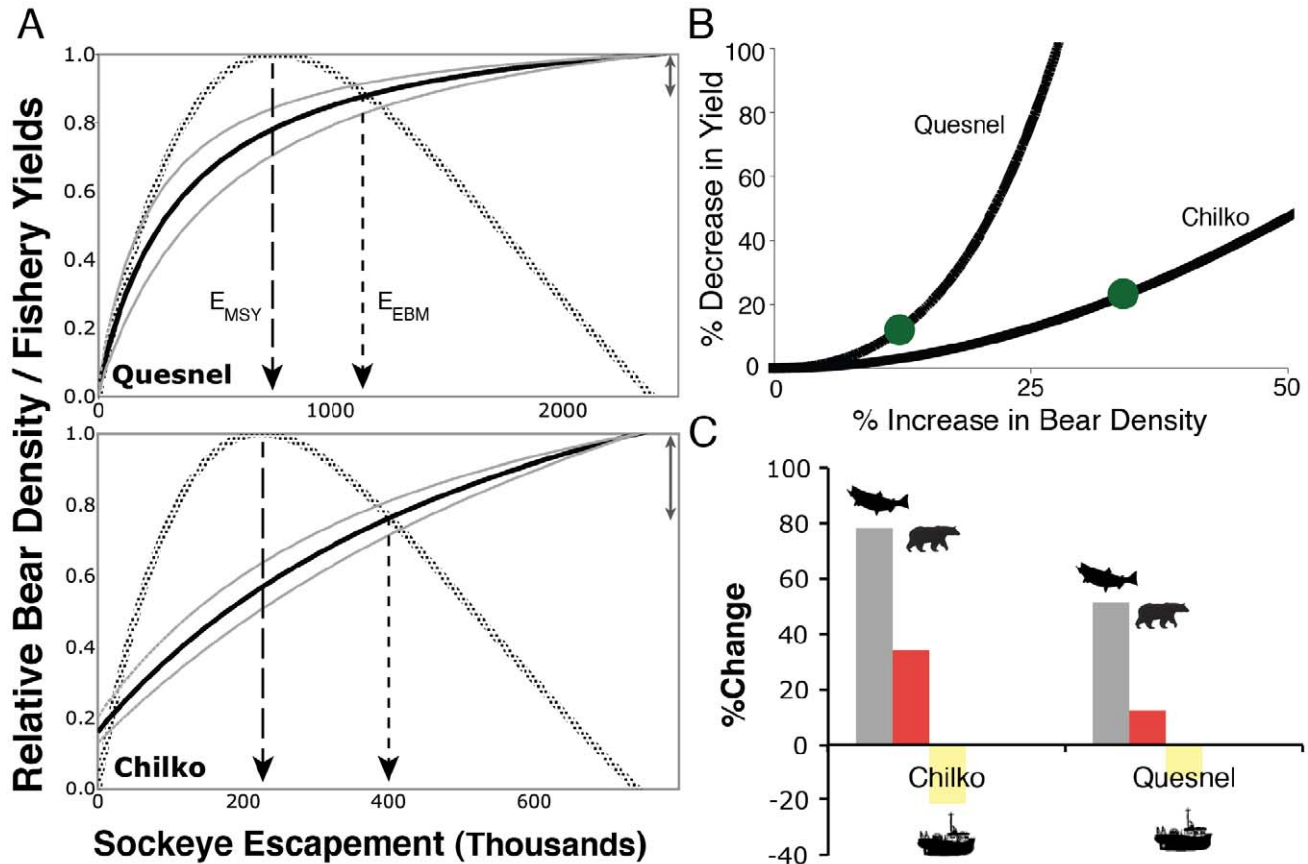 A
Relative Bear Density / Fishery Yields
1.0
0.8
0.6
0.4
0.2
0.0
E_MSY
E_EBM
Quesnel
0
1000
2000
1.0
0.8
0.6
0.4
0.2
0.0
Chilko
0
200
400
600
Sockeye Escapement (Thousands)
B
% Decrease in Yield
100
80
60
40
20
0
Quesnel
Chilko
0
25
50
% Increase in Bear Density
C
%Change
100
80
60
40
20
0
-20
-40
Chilko
Quesnel